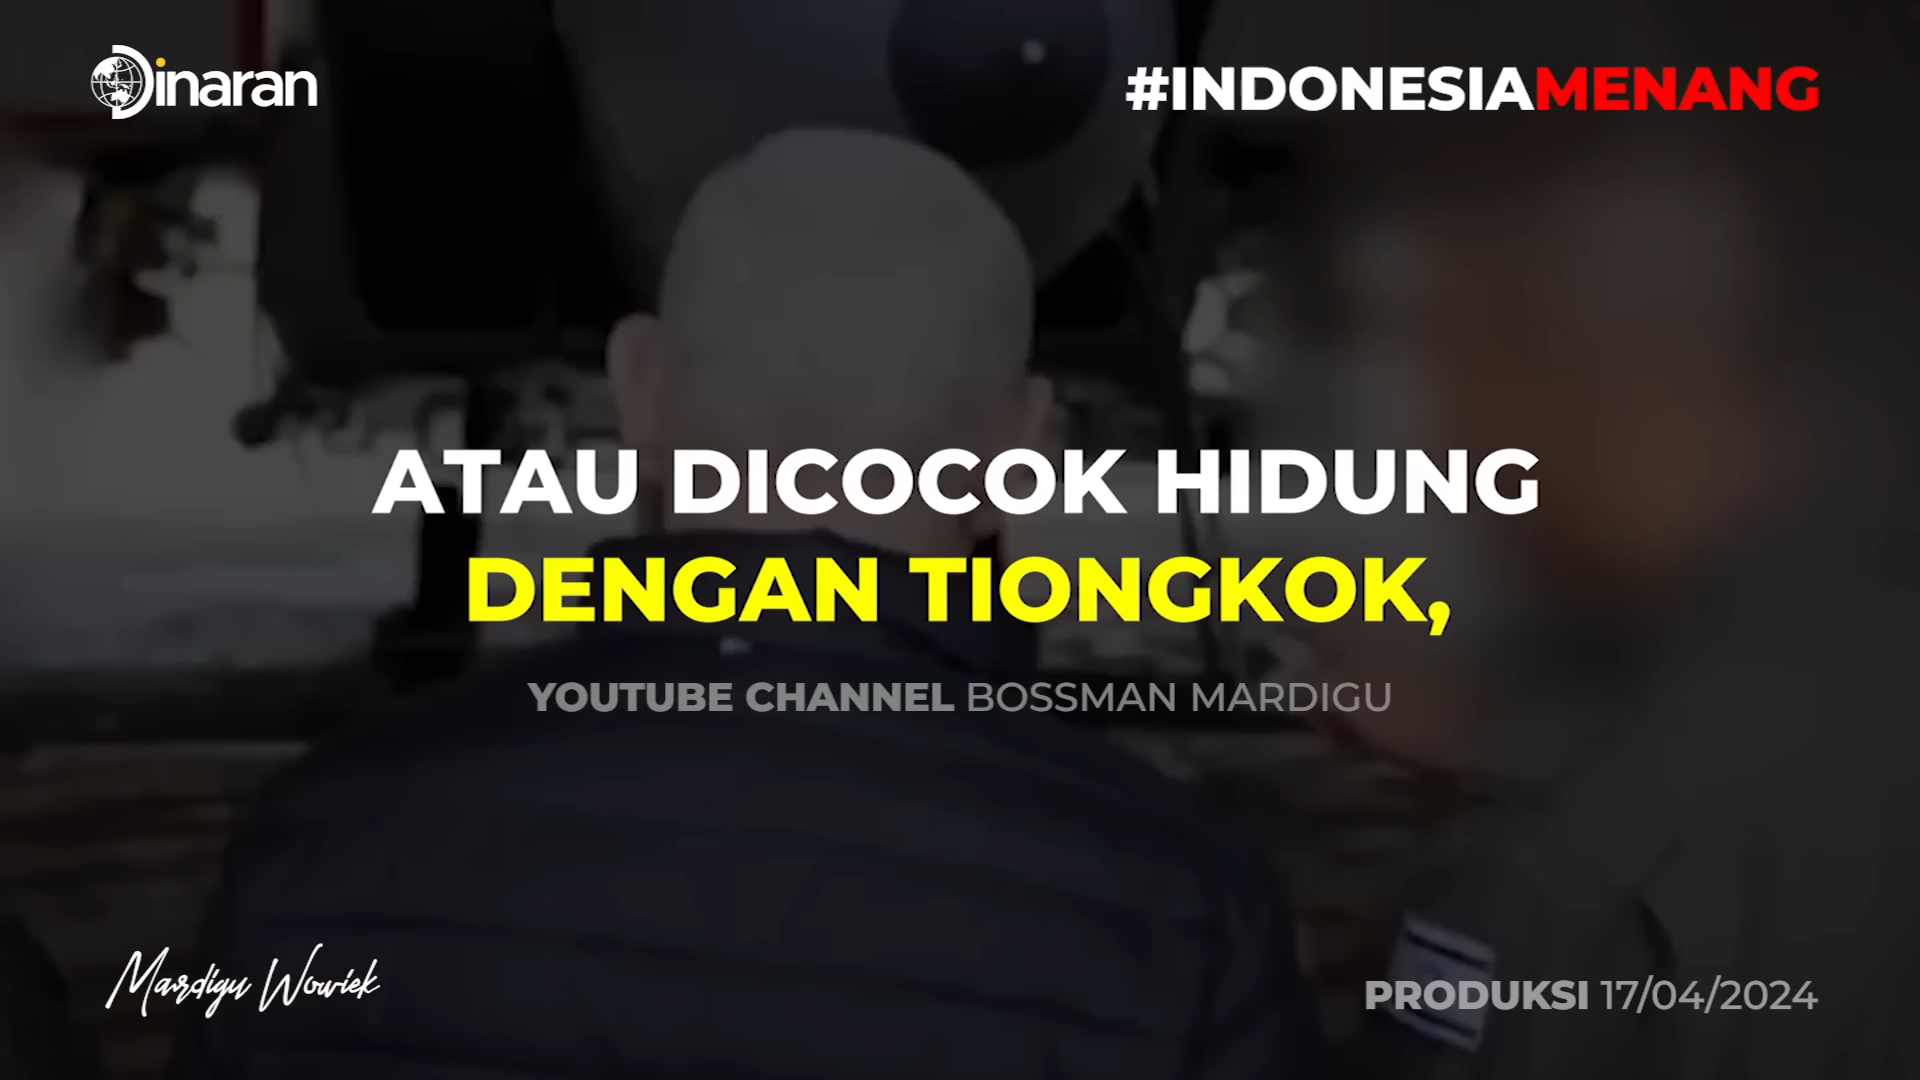 Dinaran
#INDONESIAMENANG
ATAU DICOCOK HIDUNG
DENGAN TIONGKOK,
YOUTUBE CHANNEL BOSSMAN MARDIGU
Mardigu Wowiek
PRODUKSI 17/04/2024